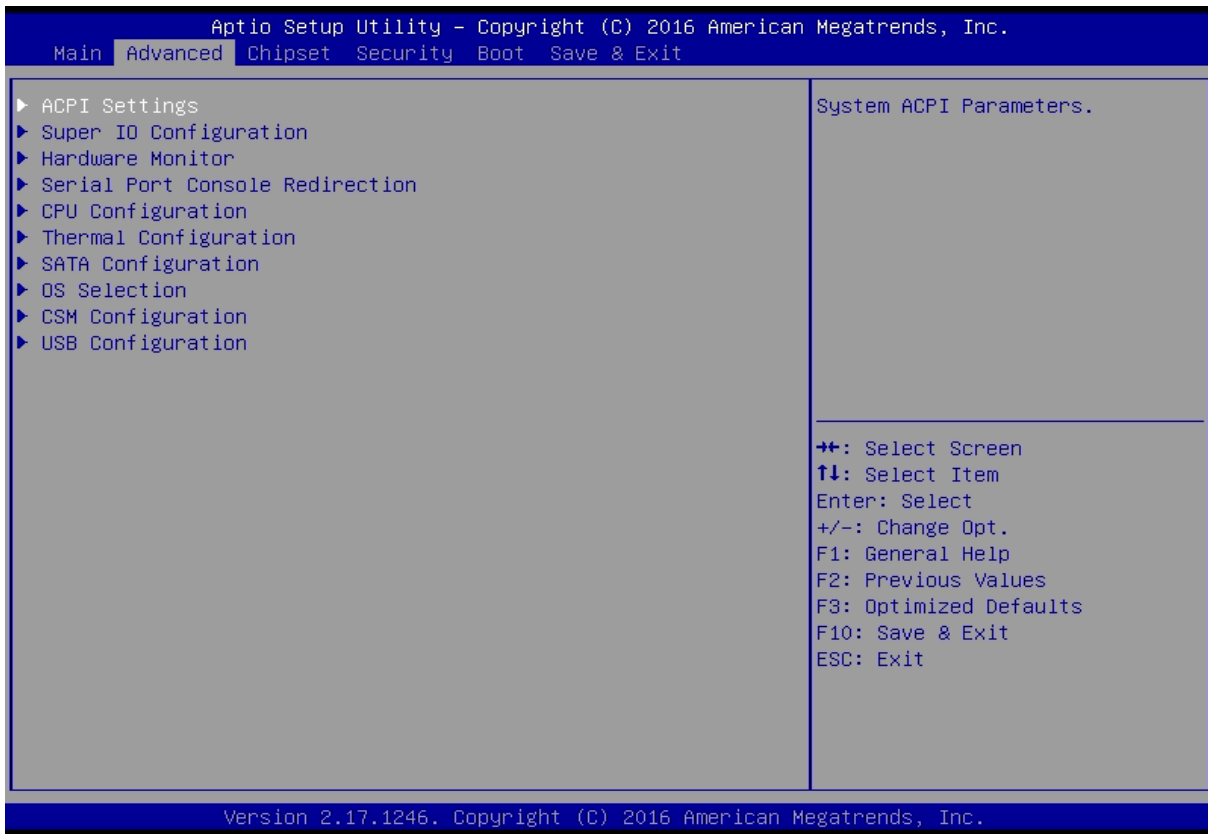 Aptio Setup Utility – Copyright (C) 2016 American Megatrends, Inc.
Main Advanced Chipset Security Boot Save & Exit
▶ ACPI Settings
▶ Super IO Configuration
▶ Hardware Monitor
▶ Serial Port Console Redirection
▶ CPU Configuration
▶ Thermal Configuration
▶ SATA Configuration
▶ OS Selection
▶ CSM Configuration
▶ USB Configuration
System ACPI Parameters.
→←: Select Screen
↑↓: Select Item
Enter: Select
+/-: Change Opt.
F1: General Help
F2: Previous Values
F3: Optimized Defaults
F10: Save & Exit
ESC: Exit
Version 2.17.1246. Copyright (C) 2016 American Megatrends, Inc.